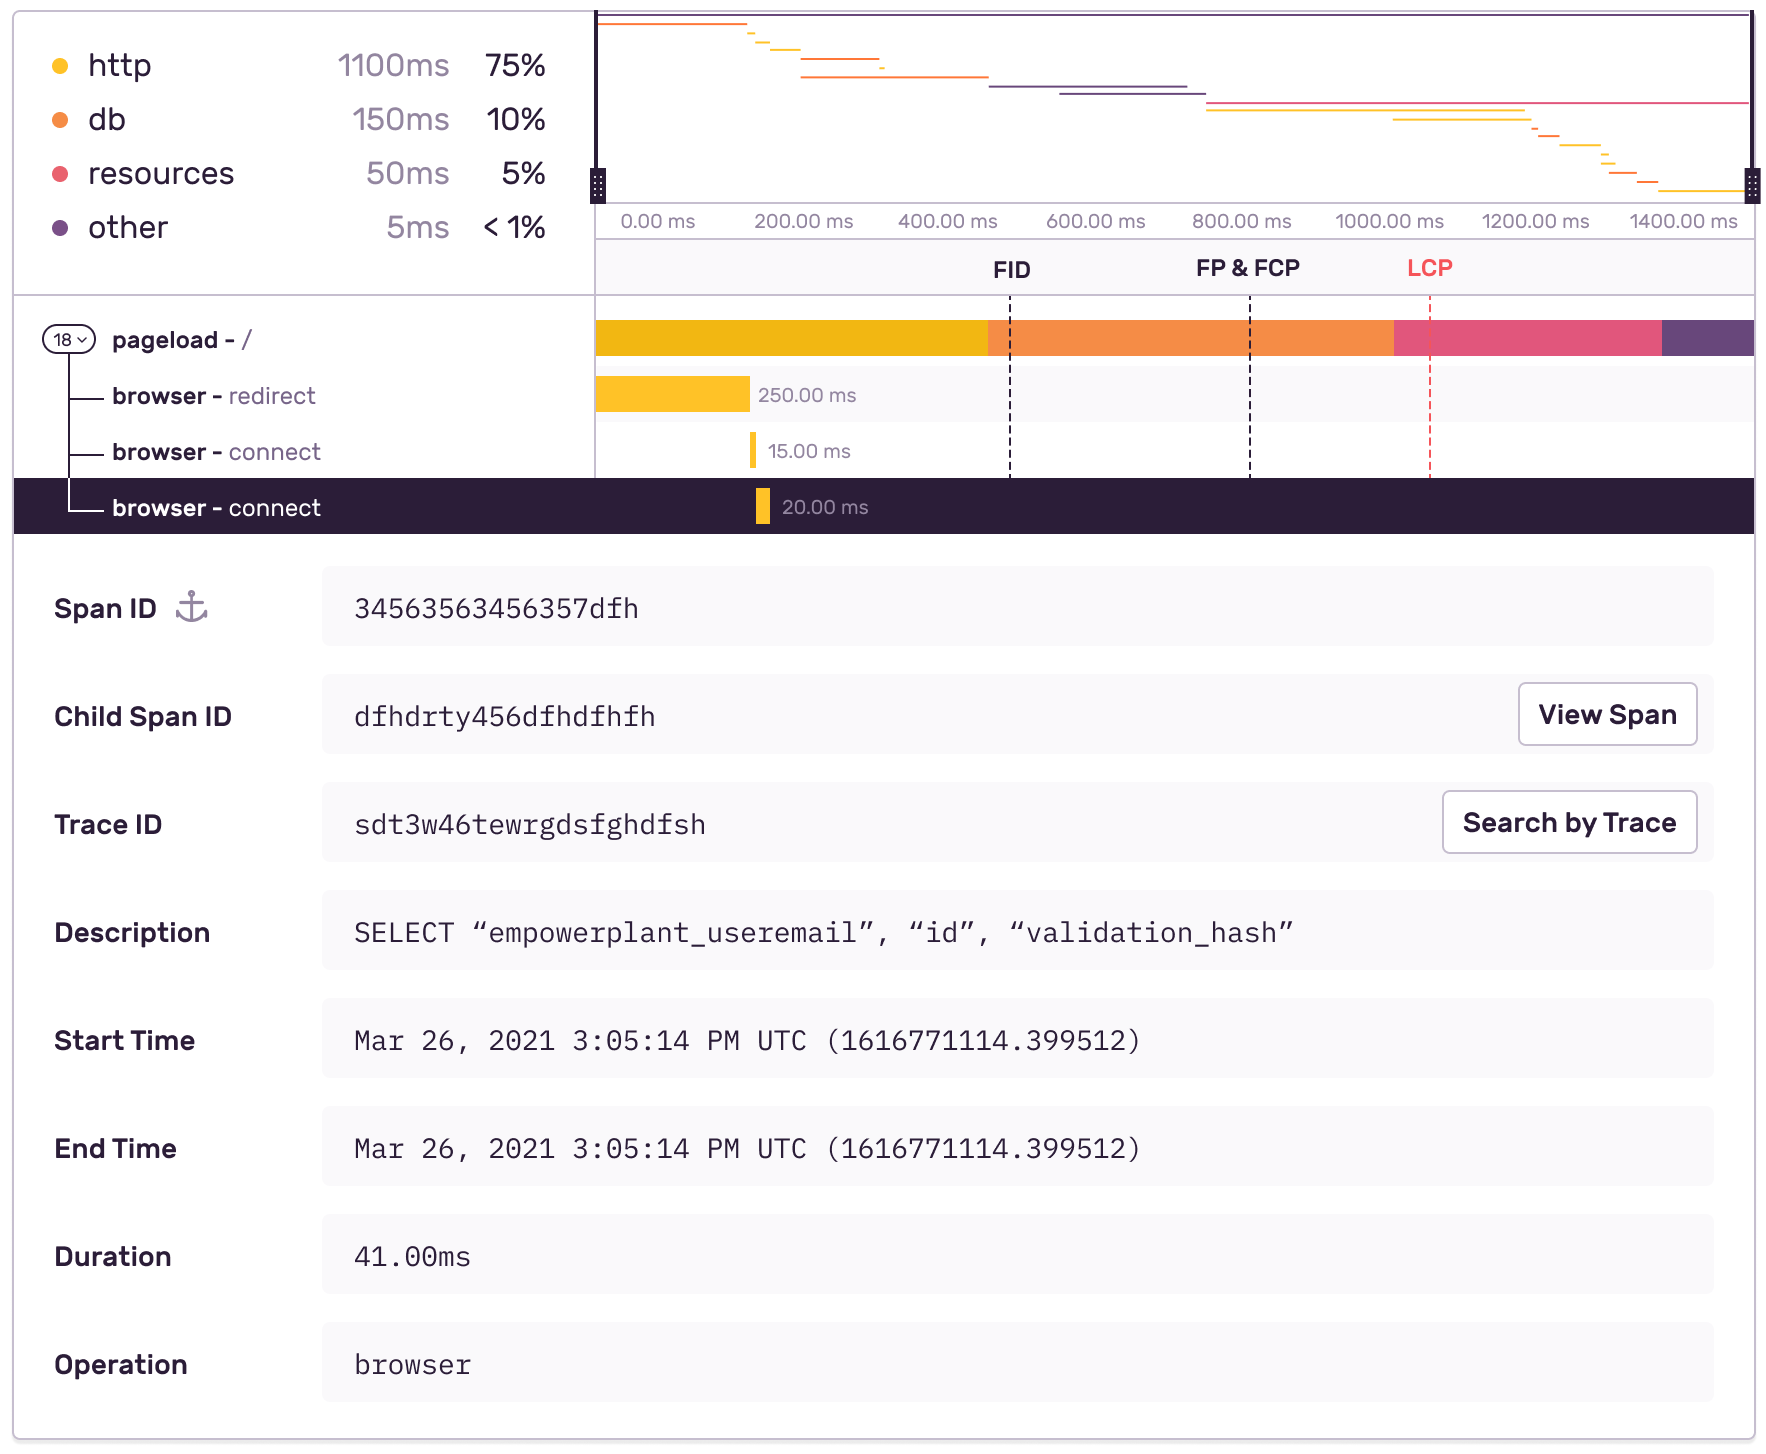 http 1100ms 75%
db 150ms 10%
resources 50ms 5%
other 5ms < 1%
0.00 ms 200.00 ms 400.00 ms 600.00 ms 800.00 ms 1000.00 ms 1200.00 ms 1400.00 ms
FID FP & FCP LCP
18 pageload - /
browser - redirect 250.00 ms
browser - connect 15.00 ms
browser - connect 20.00 ms
Span ID 34563563456357dfh
Child Span ID dfhdrty456dfhdfhfh View Span
Trace ID sdt3w46tewrgdsfghdfsh Search by Trace
Description SELECT “empowerplant_useremail”, “id”, “validation_hash”
Start Time Mar 26, 2021 3:05:14 PM UTC (1616771114.399512)
End Time Mar 26, 2021 3:05:14 PM UTC (1616771114.399512)
Duration 41.00ms
Operation browser